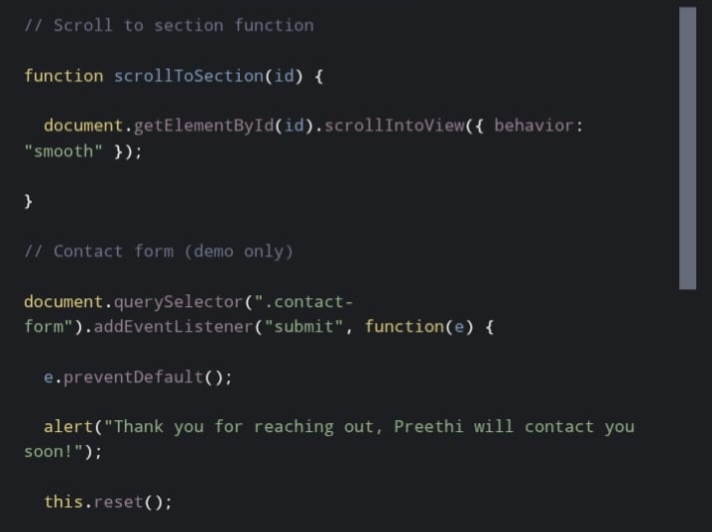 // Scroll to section function
function scrollToSection(id) {
document.getElementById(id).scrollIntoView({ behavior:
"smooth" });
}
// Contact form (demo only)
document.querySelector(".contact-
form").addEventListener("submit", function(e) {
e.preventDefault();
alert("Thank you for reaching out, Preethi will contact you
soon!");
this.reset();